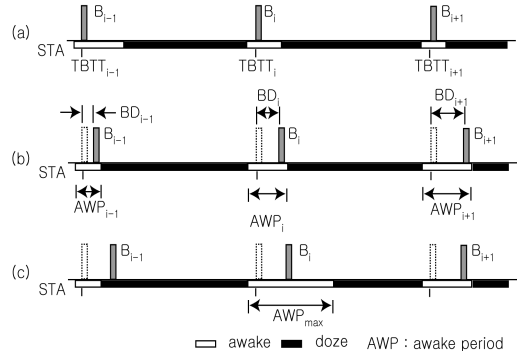 (a)
B_{i-1} B_i B_{i+1}
STA
TBTT_{i-1} TBTT_i TBTT_{i+1}
BD_{i-1} BD_i BD_{i+1}
(b)
B_{i-1} B_i B_{i+1}
STA
AWP_{i-1} AWP_i AWP_{i+1}
(c)
B_{i-1} B_i B_{i+1}
STA
AWP_{max}
awake doze AWP : awake period